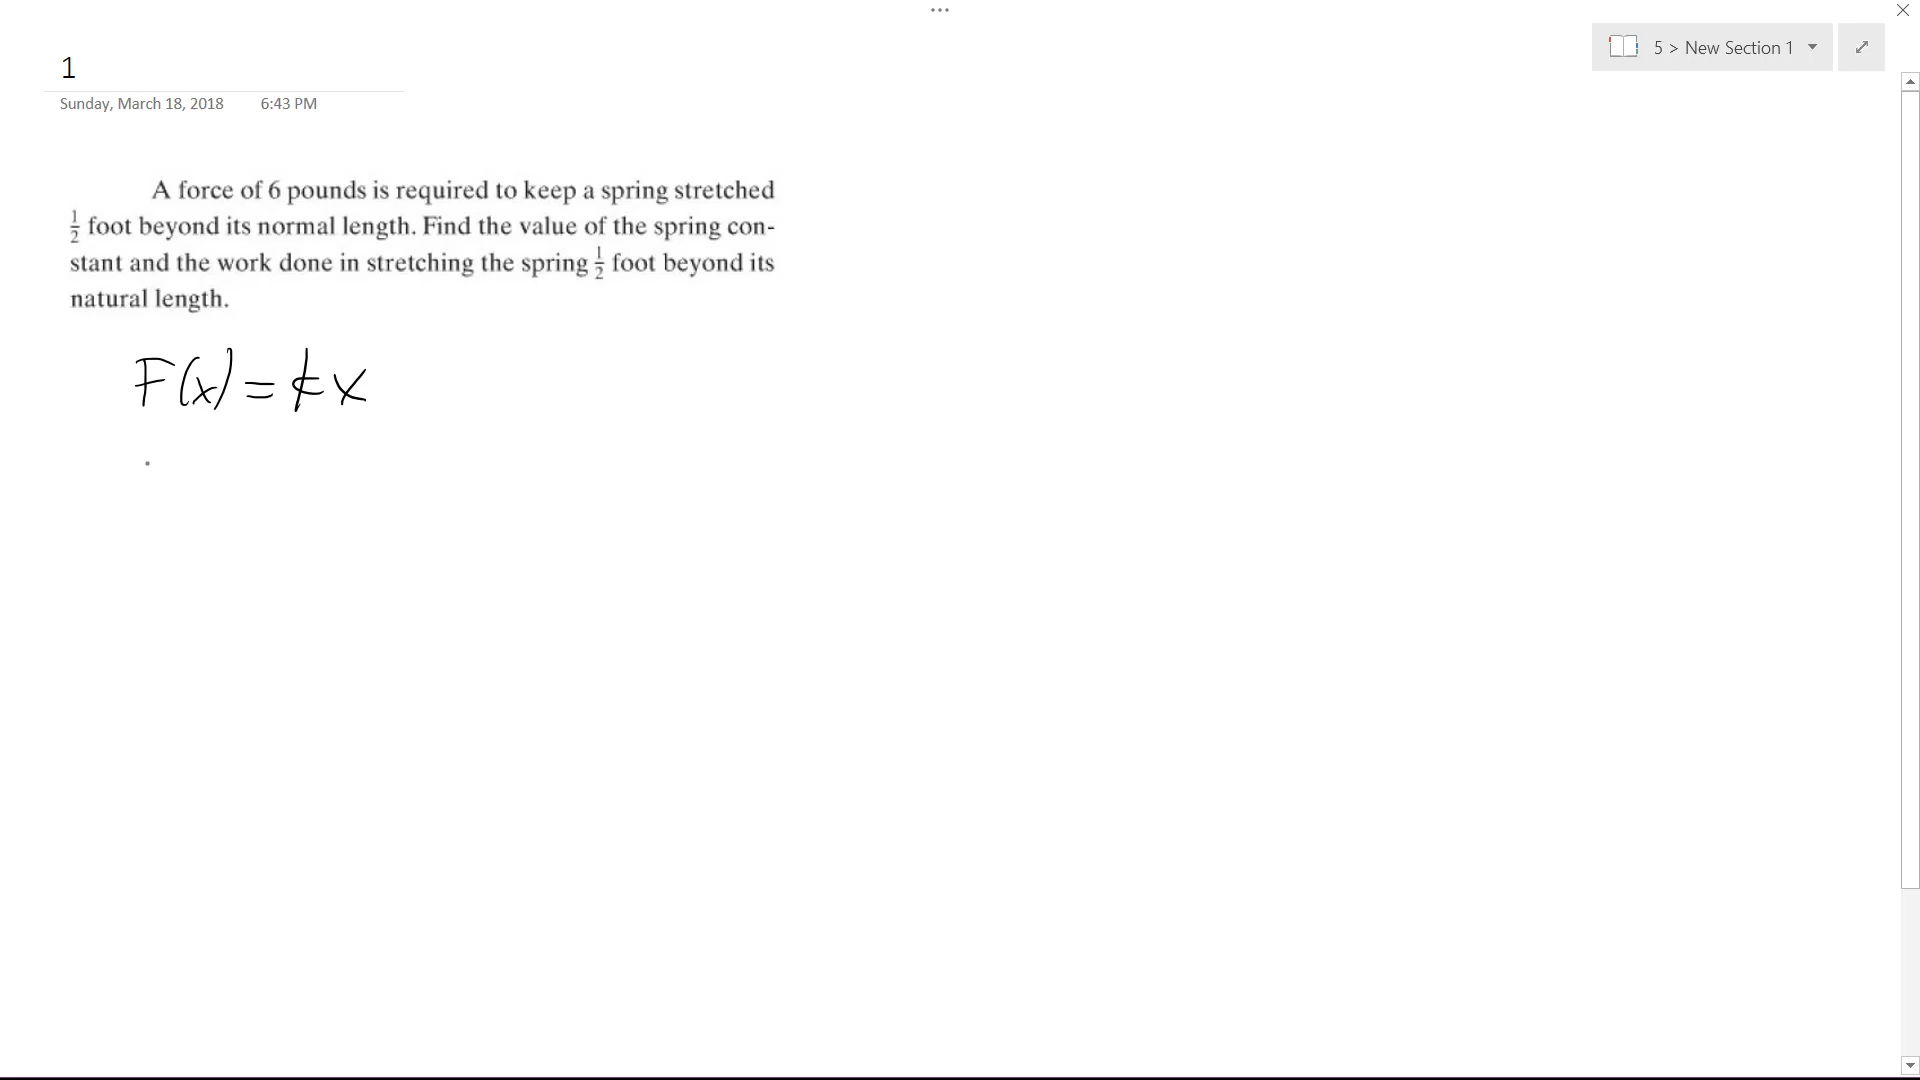 5 > New Section 1
1
Sunday, March 18, 2018 6:43 PM
A force of 6 pounds is required to keep a spring stretched
1/2 foot beyond its normal length. Find the value of the spring con-
stant and the work done in stretching the spring 1/2 foot beyond its
natural length.
F(x) = kx